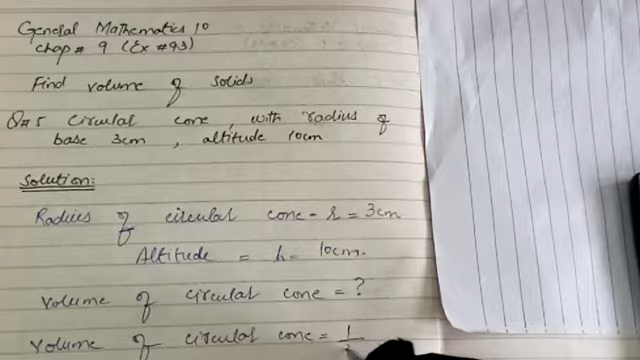 General Mathematics 10
Chap # 9 (Ex # 9.3)
Find volume of solids
Q# 5 Circular cone, with radius of
base 3cm, altitude 10cm
Solution:
Radius of circular cone = r = 3cm
Altitude = h = 10cm.
Volume of circular cone = ?
Volume of circular cone = 1